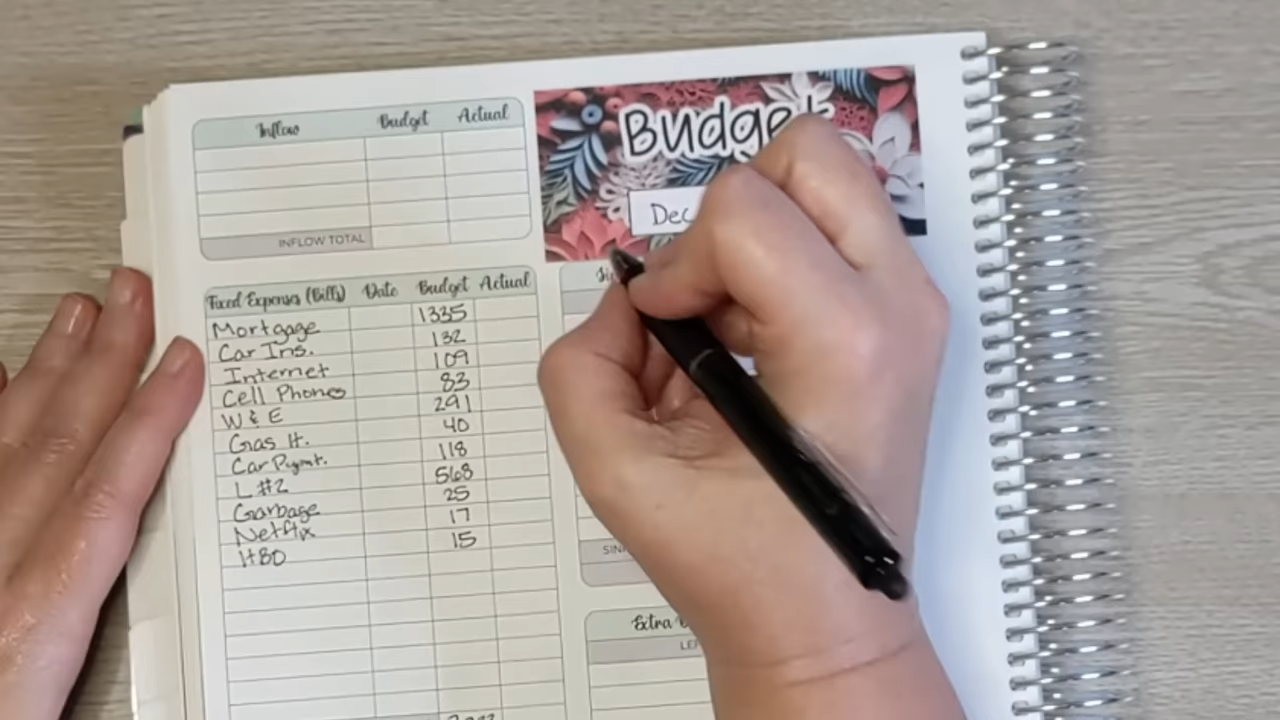 Inflow Budget Actual
INFLOW TOTAL
Budget
Dec
Fixed Expenses (Bills) Date Budget Actual
Mortgage 1335
Car Ins. 132
Internet 109
Cell Phones 83
W & E 291
Gas H. 40
Car Pymt. 118
L #2 568
Garbage 25
Netflix 17
HBO 15
Extra